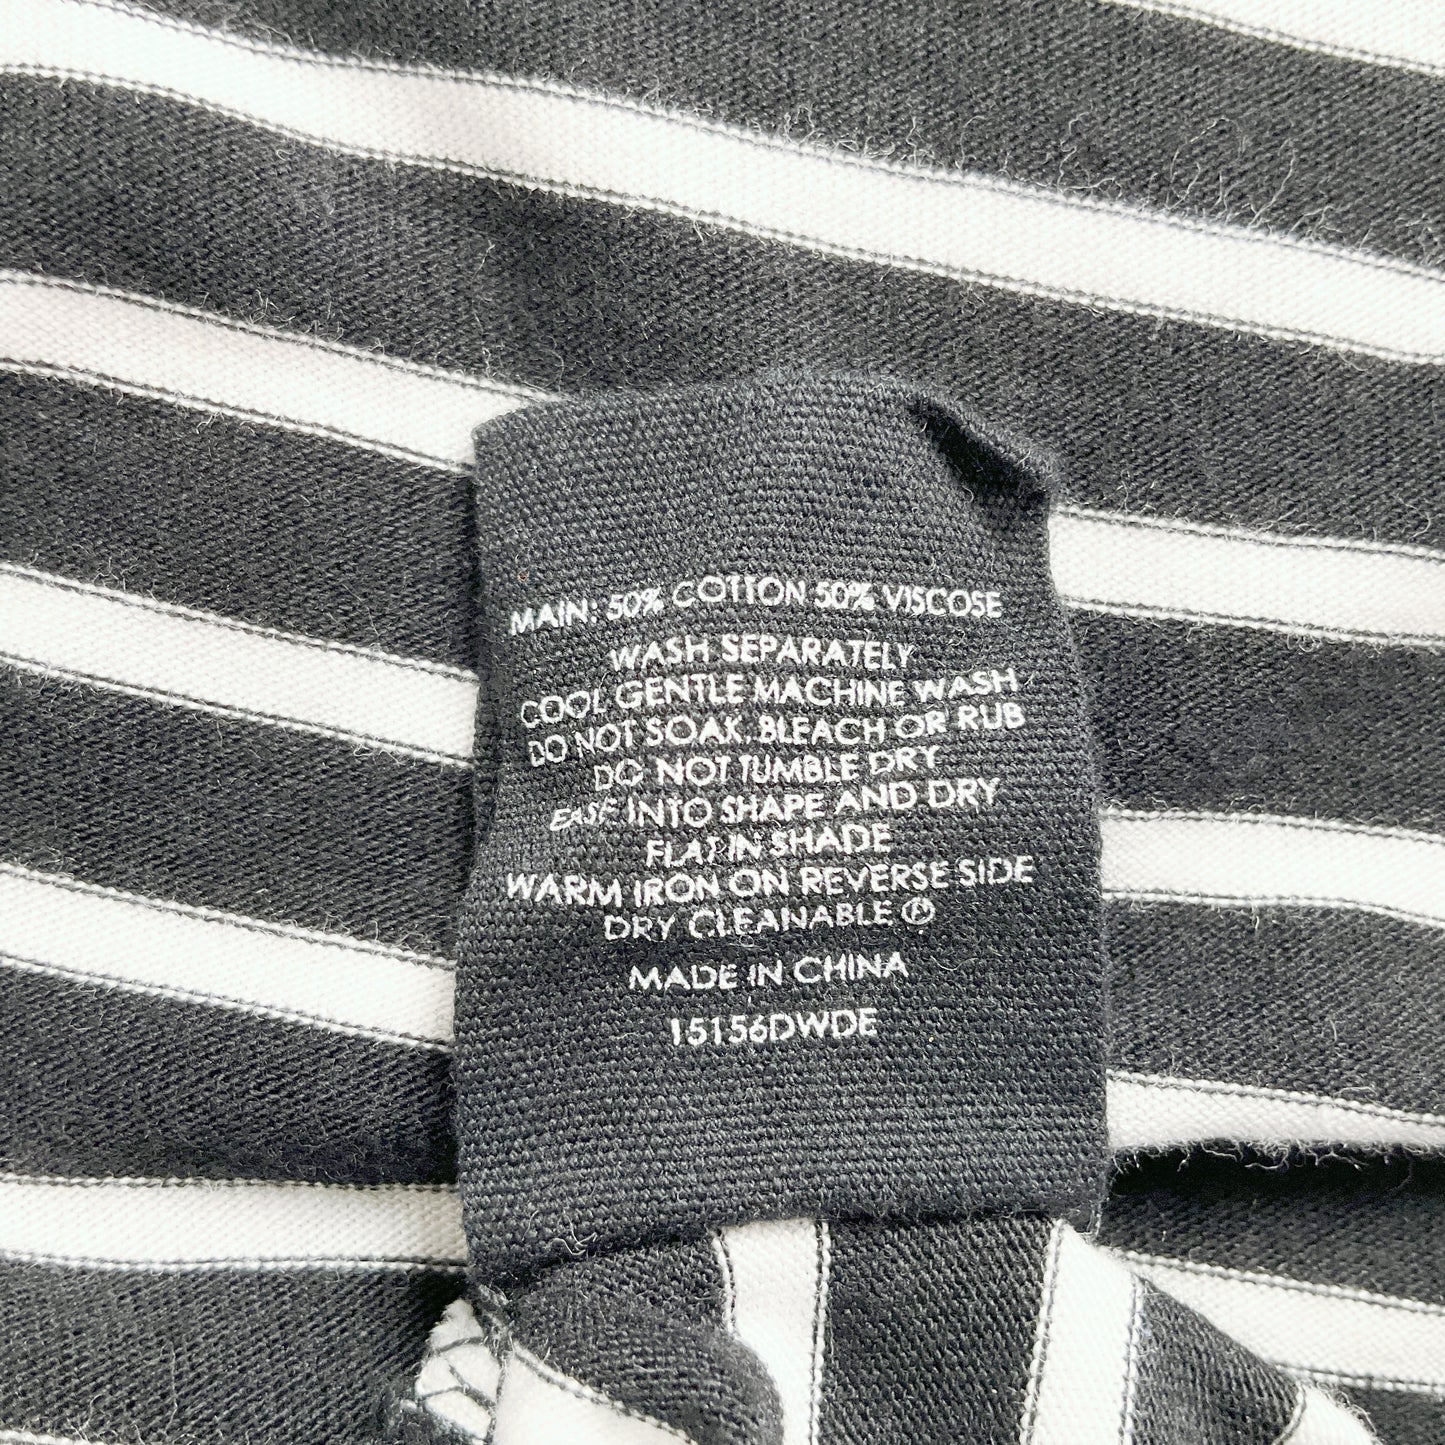 MAIN: 50% COTTON 50% VISCOSE
WASH SEPARATELY
COOL GENTLE MACHINE WASH
DO NOT SOAK, BLEACH OR RUB
DO NOT TUMBLE DRY
EASE INTO SHAPE AND DRY
FLAT IN SHADE
WARM IRON ON REVERSE SIDE
DRY CLEANABLE Ⓟ
MADE IN CHINA
15156DWDE